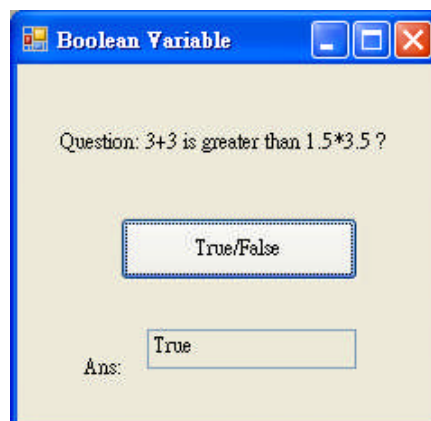 Boolean Variable
Question: 3+3 is greater than 1.5*3.5 ?
True/False
Ans:
True